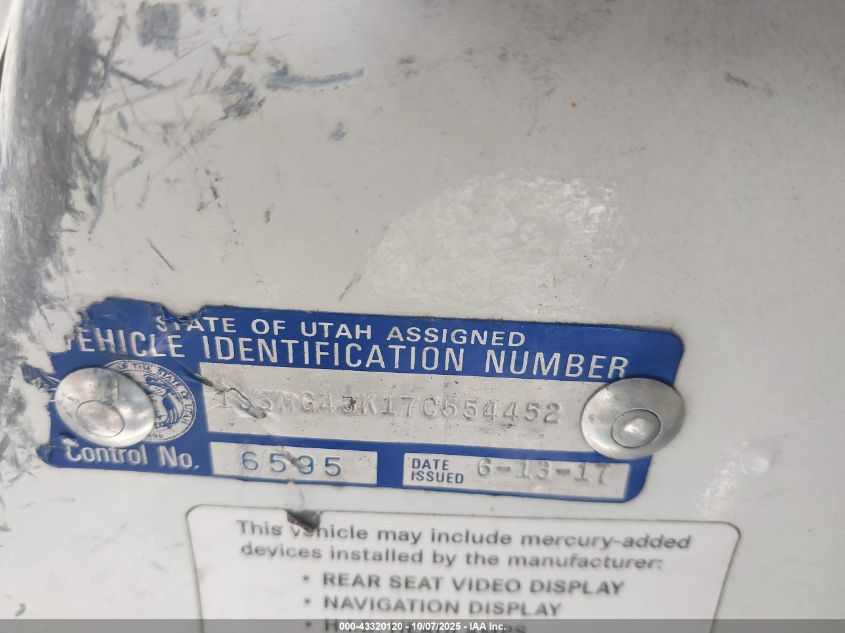 STATE OF UTAH ASSIGNED
VEHICLE IDENTIFICATION NUMBER
Control No. 6595 DATE ISSUED 6-13-17
This vehicle may include mercury-added
devices installed by the manufacturer:
• REAR SEAT VIDEO DISPLAY
• NAVIGATION DISPLAY
000-43320120 - 10/07/2025 - IAA Inc.